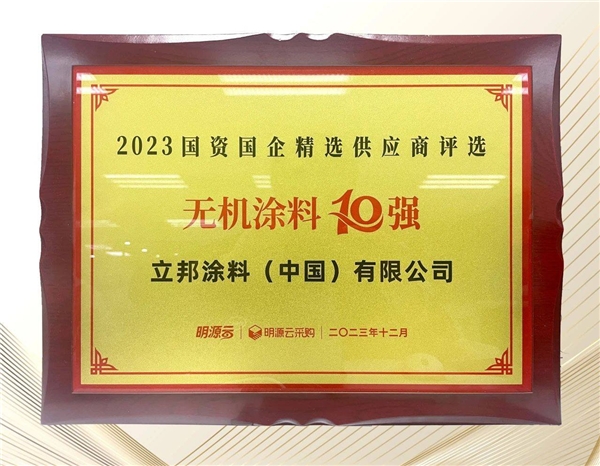 2023国资国企精选供应商评选
无机涂料10强
立邦涂料（中国）有限公司
明源云 明源云采购 二〇二三年十二月